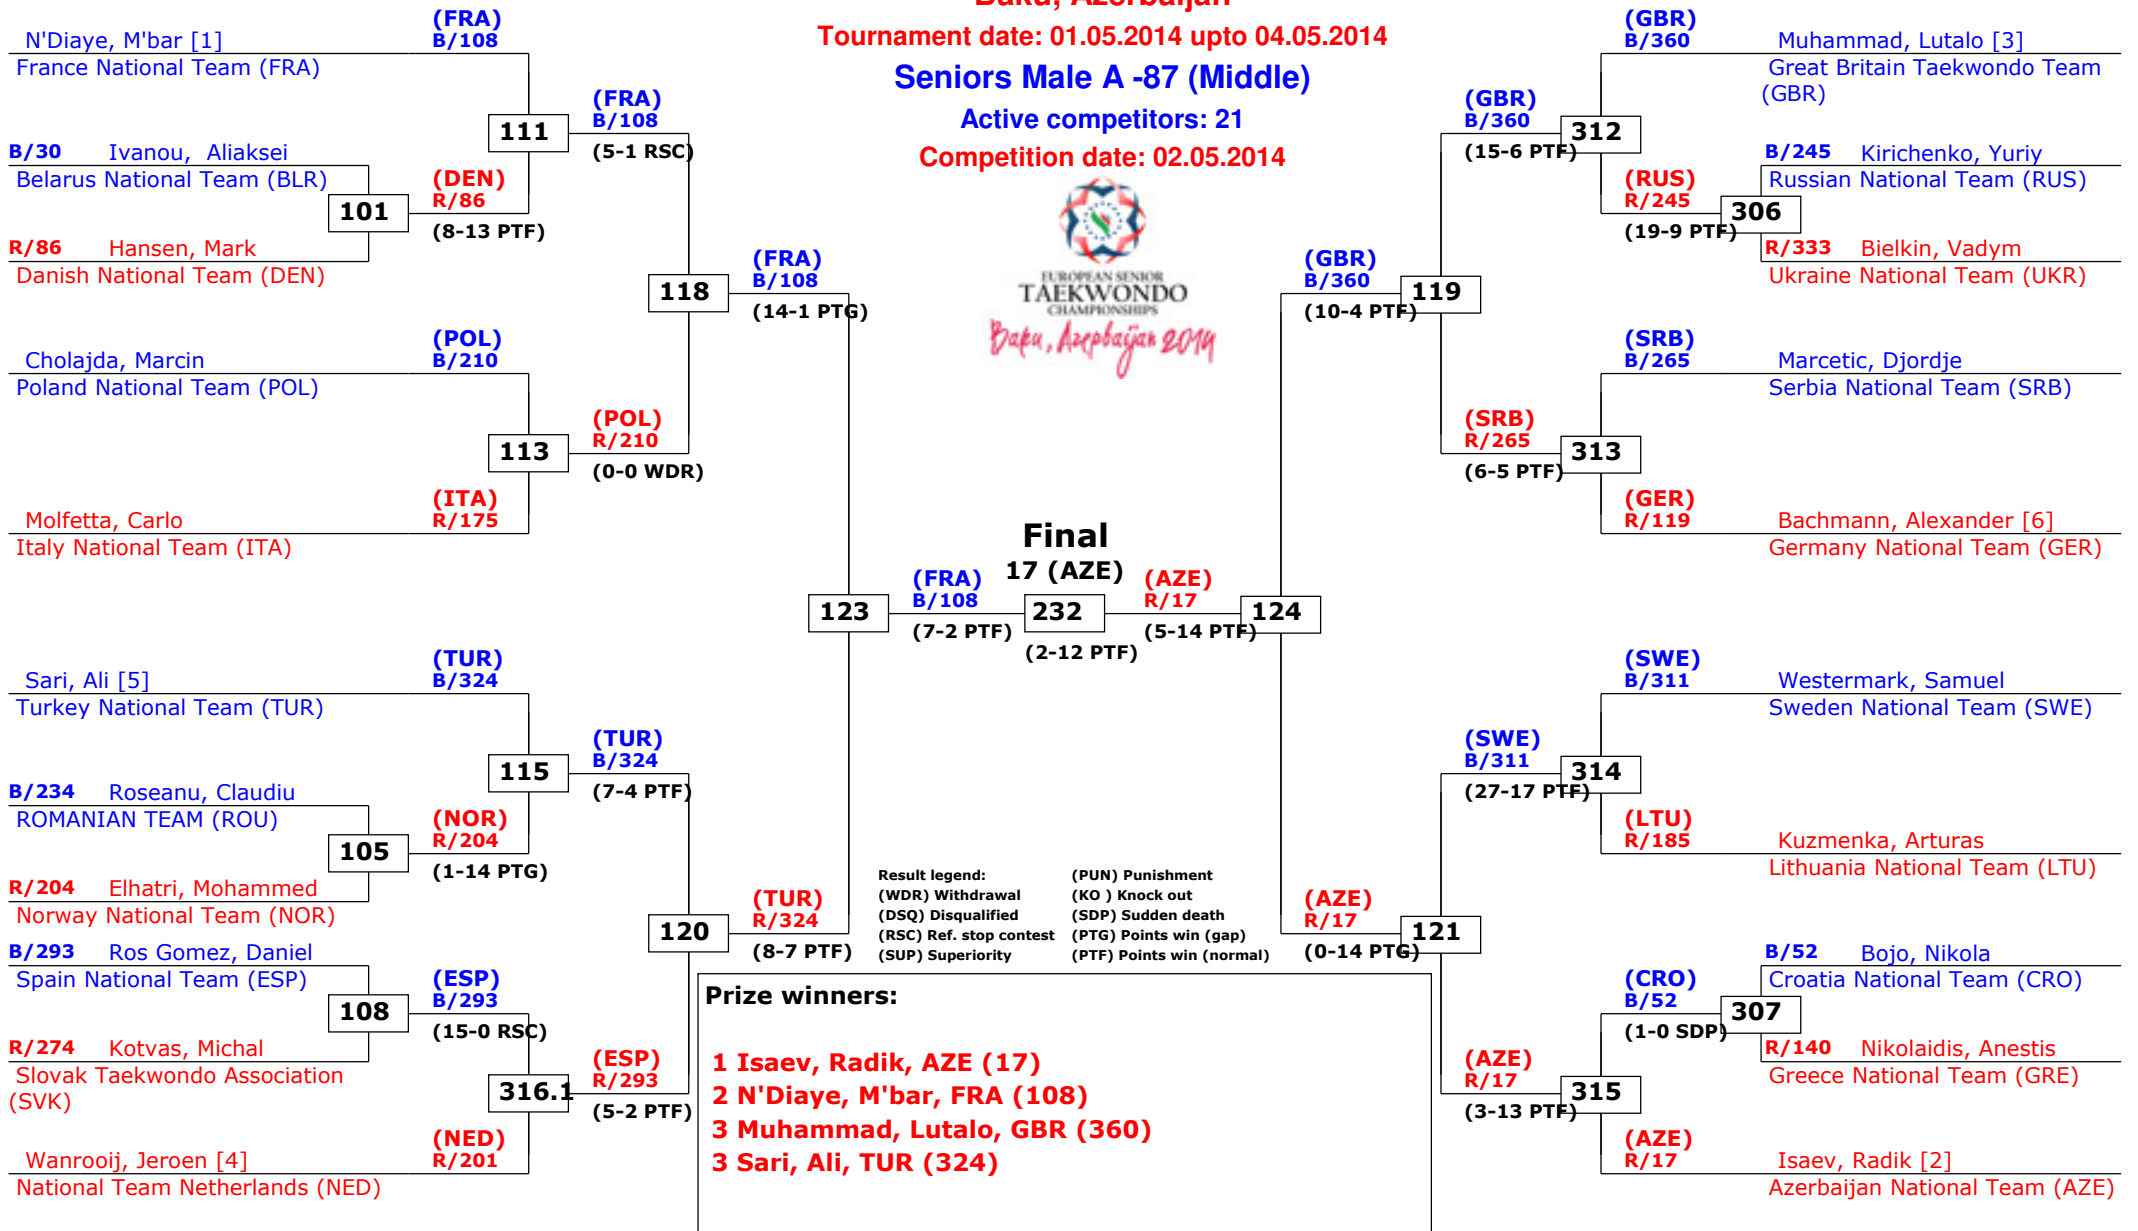 Baku, Azerbaijan
Tournament date: 01.05.2014 upto 04.05.2014
Seniors Male A -87 (Middle)
Active competitors: 21
Competition date: 02.05.2014
EUROPEAN SENIOR
TAEKWONDO
CHAMPIONSHIPS
Baku, Azerbaijan 2014
N'Diaye, M'bar [1]
France National Team (FRA)
(FRA)
B/108
B/30 Ivanou, Aliaksei
Belarus National Team (BLR)
101
R/86 Hansen, Mark
Danish National Team (DEN)
(DEN)
R/86
(8-13 PTF)
111
(FRA)
B/108
(5-1 RSC)
Cholajda, Marcin
Poland National Team (POL)
(POL)
B/210
113
Molfetta, Carlo
Italy National Team (ITA)
(ITA)
R/175
(POL)
R/210
(0-0 WDR)
118
(FRA)
B/108
(14-1 PTG)
Sari, Ali [5]
Turkey National Team (TUR)
(TUR)
B/324
B/234 Roseanu, Claudiu
ROMANIAN TEAM (ROU)
105
R/204 Elhatri, Mohammed
Norway National Team (NOR)
(NOR)
R/204
(1-14 PTG)
115
(TUR)
B/324
(7-4 PTF)
B/293 Ros Gomez, Daniel
Spain National Team (ESP)
108
R/274 Kotvas, Michal
Slovak Taekwondo Association
(SVK)
(ESP)
B/293
(15-0 RSC)
316.1
Wanrooij, Jeroen [4]
National Team Netherlands (NED)
(NED)
R/201
(ESP)
R/293
(5-2 PTF)
120
(TUR)
R/324
(8-7 PTF)
123
(FRA)
B/108
(7-2 PTF)
Final
17 (AZE)
232
(2-12 PTF)
(AZE)
R/17
(5-14 PTF)
124
(GBR)
B/360
(10-4 PTF)
119
(GBR)
B/360
(15-6 PTF)
312
(GBR)
B/360
Muhammad, Lutalo [3]
Great Britain Taekwondo Team
(GBR)
(RUS)
R/245
(19-9 PTF)
306
B/245 Kirichenko, Yuriy
Russian National Team (RUS)
R/333 Bielkin, Vadym
Ukraine National Team (UKR)
(SRB)
R/265
(6-5 PTF)
313
(SRB)
B/265
Marcetic, Djordje
Serbia National Team (SRB)
(GER)
R/119
Bachmann, Alexander [6]
Germany National Team (GER)
(AZE)
R/17
(0-14 PTG)
121
(SWE)
B/311
(27-17 PTF)
314
(SWE)
B/311
Westermark, Samuel
Sweden National Team (SWE)
(LTU)
R/185
Kuzmenka, Arturas
Lithuania National Team (LTU)
(AZE)
R/17
(3-13 PTF)
315
(CRO)
B/52
(1-0 SDP)
307
B/52 Bojo, Nikola
Croatia National Team (CRO)
R/140 Nikolaidis, Anestis
Greece National Team (GRE)
(AZE)
R/17
Isaev, Radik [2]
Azerbaijan National Team (AZE)
Result legend: (PUN) Punishment
(WDR) Withdrawal (KO ) Knock out
(DSQ) Disqualified (SDP) Sudden death
(RSC) Ref. stop contest (PTG) Points win (gap)
(SUP) Superiority (PTF) Points win (normal)
Prize winners:
1 Isaev, Radik, AZE (17)
2 N'Diaye, M'bar, FRA (108)
3 Muhammad, Lutalo, GBR (360)
3 Sari, Ali, TUR (324)